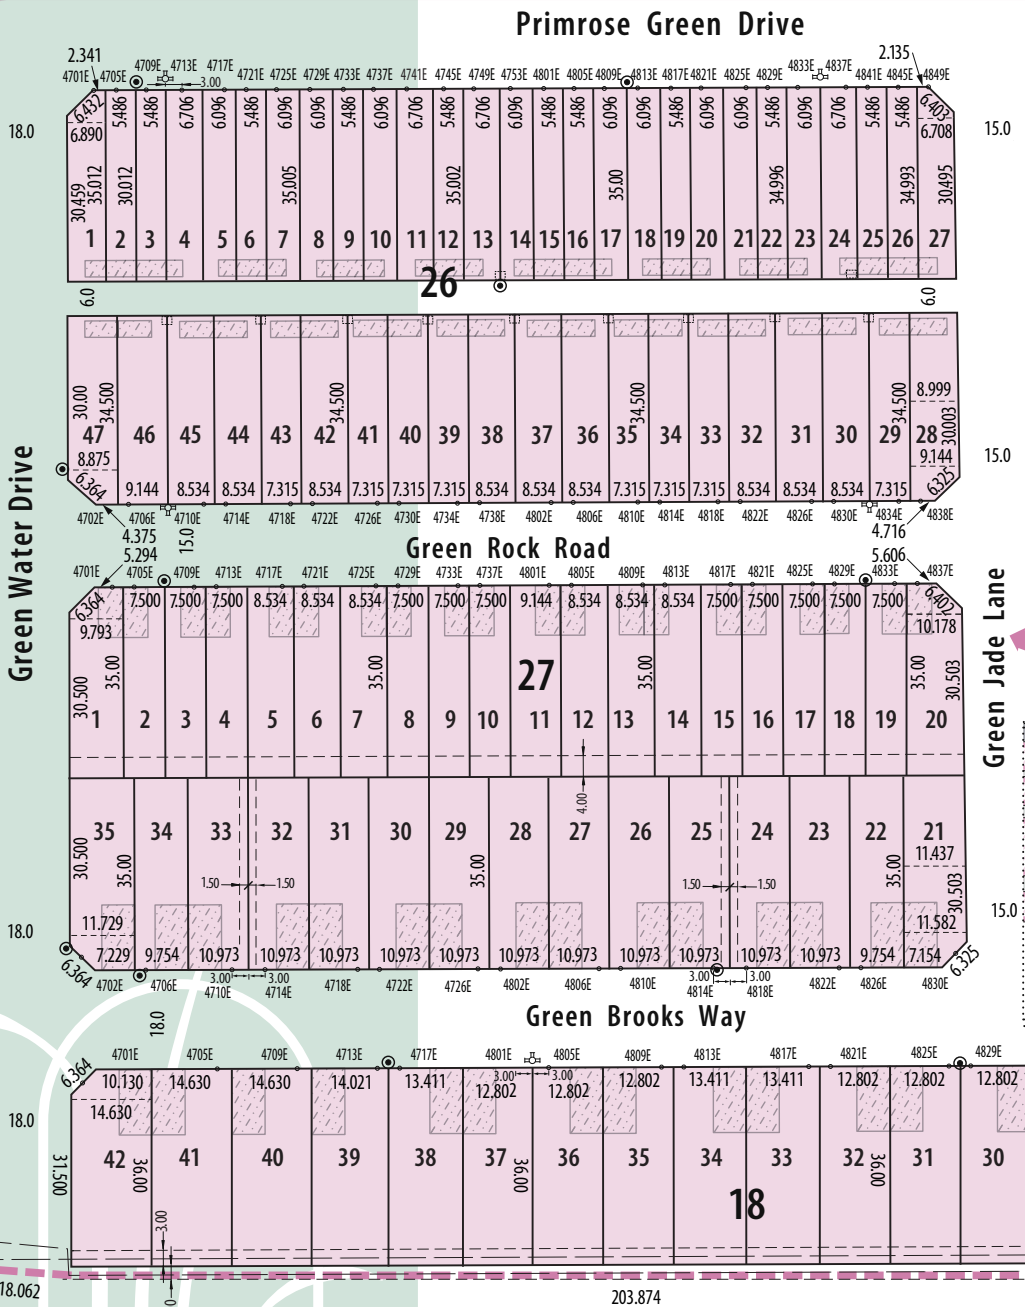 Primrose Green Drive
2.341 2.135
4701E 4705E 4709E 4713E 4717E 4721E 4725E 4729E 4733E 4737E 4741E 4745E 4749E 4753E 4801E 4805E 4809E 4813E 4817E 4821E 4825E 4829E 4833E 4837E 4841E 4845E 4849E
3.00
6.432 5.486 5.486 6.706 6.096 5.486 6.096 6.096 5.486 6.096 6.706 5.486 6.706 6.096 5.486 5.486 6.096 6.096 5.486 6.096 6.096 5.486 6.096 6.706 5.486 5.486 6.403
18.0 6.890 6.708 15.0
30.459 35.012 30.012 35.005 35.002 35.00 34.996 34.993 30.495
1 2 3 4 5 6 7 8 9 10 11 12 13 14 15 16 17 18 19 20 21 22 23 24 25 26 27
26
6.0 6.0
30.00 34.500 34.500 34.500 34.500 8.999 30.003
47 46 45 44 43 42 41 40 39 38 37 36 35 34 33 32 31 30 29 28
8.875 9.144 15.0
6.364 9.144 8.534 8.534 7.315 8.534 7.315 7.315 7.315 8.534 8.534 8.534 7.315 7.315 7.315 8.534 8.534 8.534 7.315 6.325
4702E 4706E 4710E 4714E 4718E 4722E 4726E 4730E 4734E 4738E 4802E 4806E 4810E 4814E 4818E 4822E 4826E 4830E 4834E 4838E
4.375 15.0 4.716
Green Rock Road
5.294 5.606
4701E 4705E 4709E 4713E 4717E 4721E 4725E 4729E 4733E 4737E 4801E 4805E 4809E 4813E 4817E 4821E 4825E 4829E 4833E 4837E
6.364 7.500 7.500 7.500 8.534 8.534 8.534 7.500 7.500 7.500 9.144 8.534 8.534 8.534 7.500 7.500 7.500 7.500 7.500 6.402
9.793 10.178
Green Water Drive
Green Jade Lane
30.500 35.00 35.00 35.00 35.00 30.503
27
1 2 3 4 5 6 7 8 9 10 11 12 13 14 15 16 17 18 19 20
4.00
35 34 33 32 31 30 29 28 27 26 25 24 23 22 21
30.500 35.00 35.00 35.00 11.437 30.503
1.50 1.50 1.50 1.50
11.729 11.582 15.0
18.0
7.229 9.754 10.973 10.973 10.973 10.973 10.973 10.973 10.973 10.973 10.973 10.973 10.973 9.754 7.154
6.364 3.00 3.00 3.00 3.00 6.325
4702E 4706E 4710E 4714E 4718E 4722E 4726E 4802E 4806E 4810E 4814E 4818E 4822E 4826E 4830E
18.0
Green Brooks Way
4701E 4705E 4709E 4713E 4717E 4801E 4805E 4809E 4813E 4817E 4821E 4825E 4829E
3.00 3.00
6.364 10.130 14.630 14.630 14.021 13.411 12.802 12.802 12.802 13.411 13.411 12.802 12.802 12.802
14.630
18.0
42 41 40 39 38 37 36 35 34 33 32 31 30
31.500 36.00 36.00 36.00
18
3.00
18.062
203.874